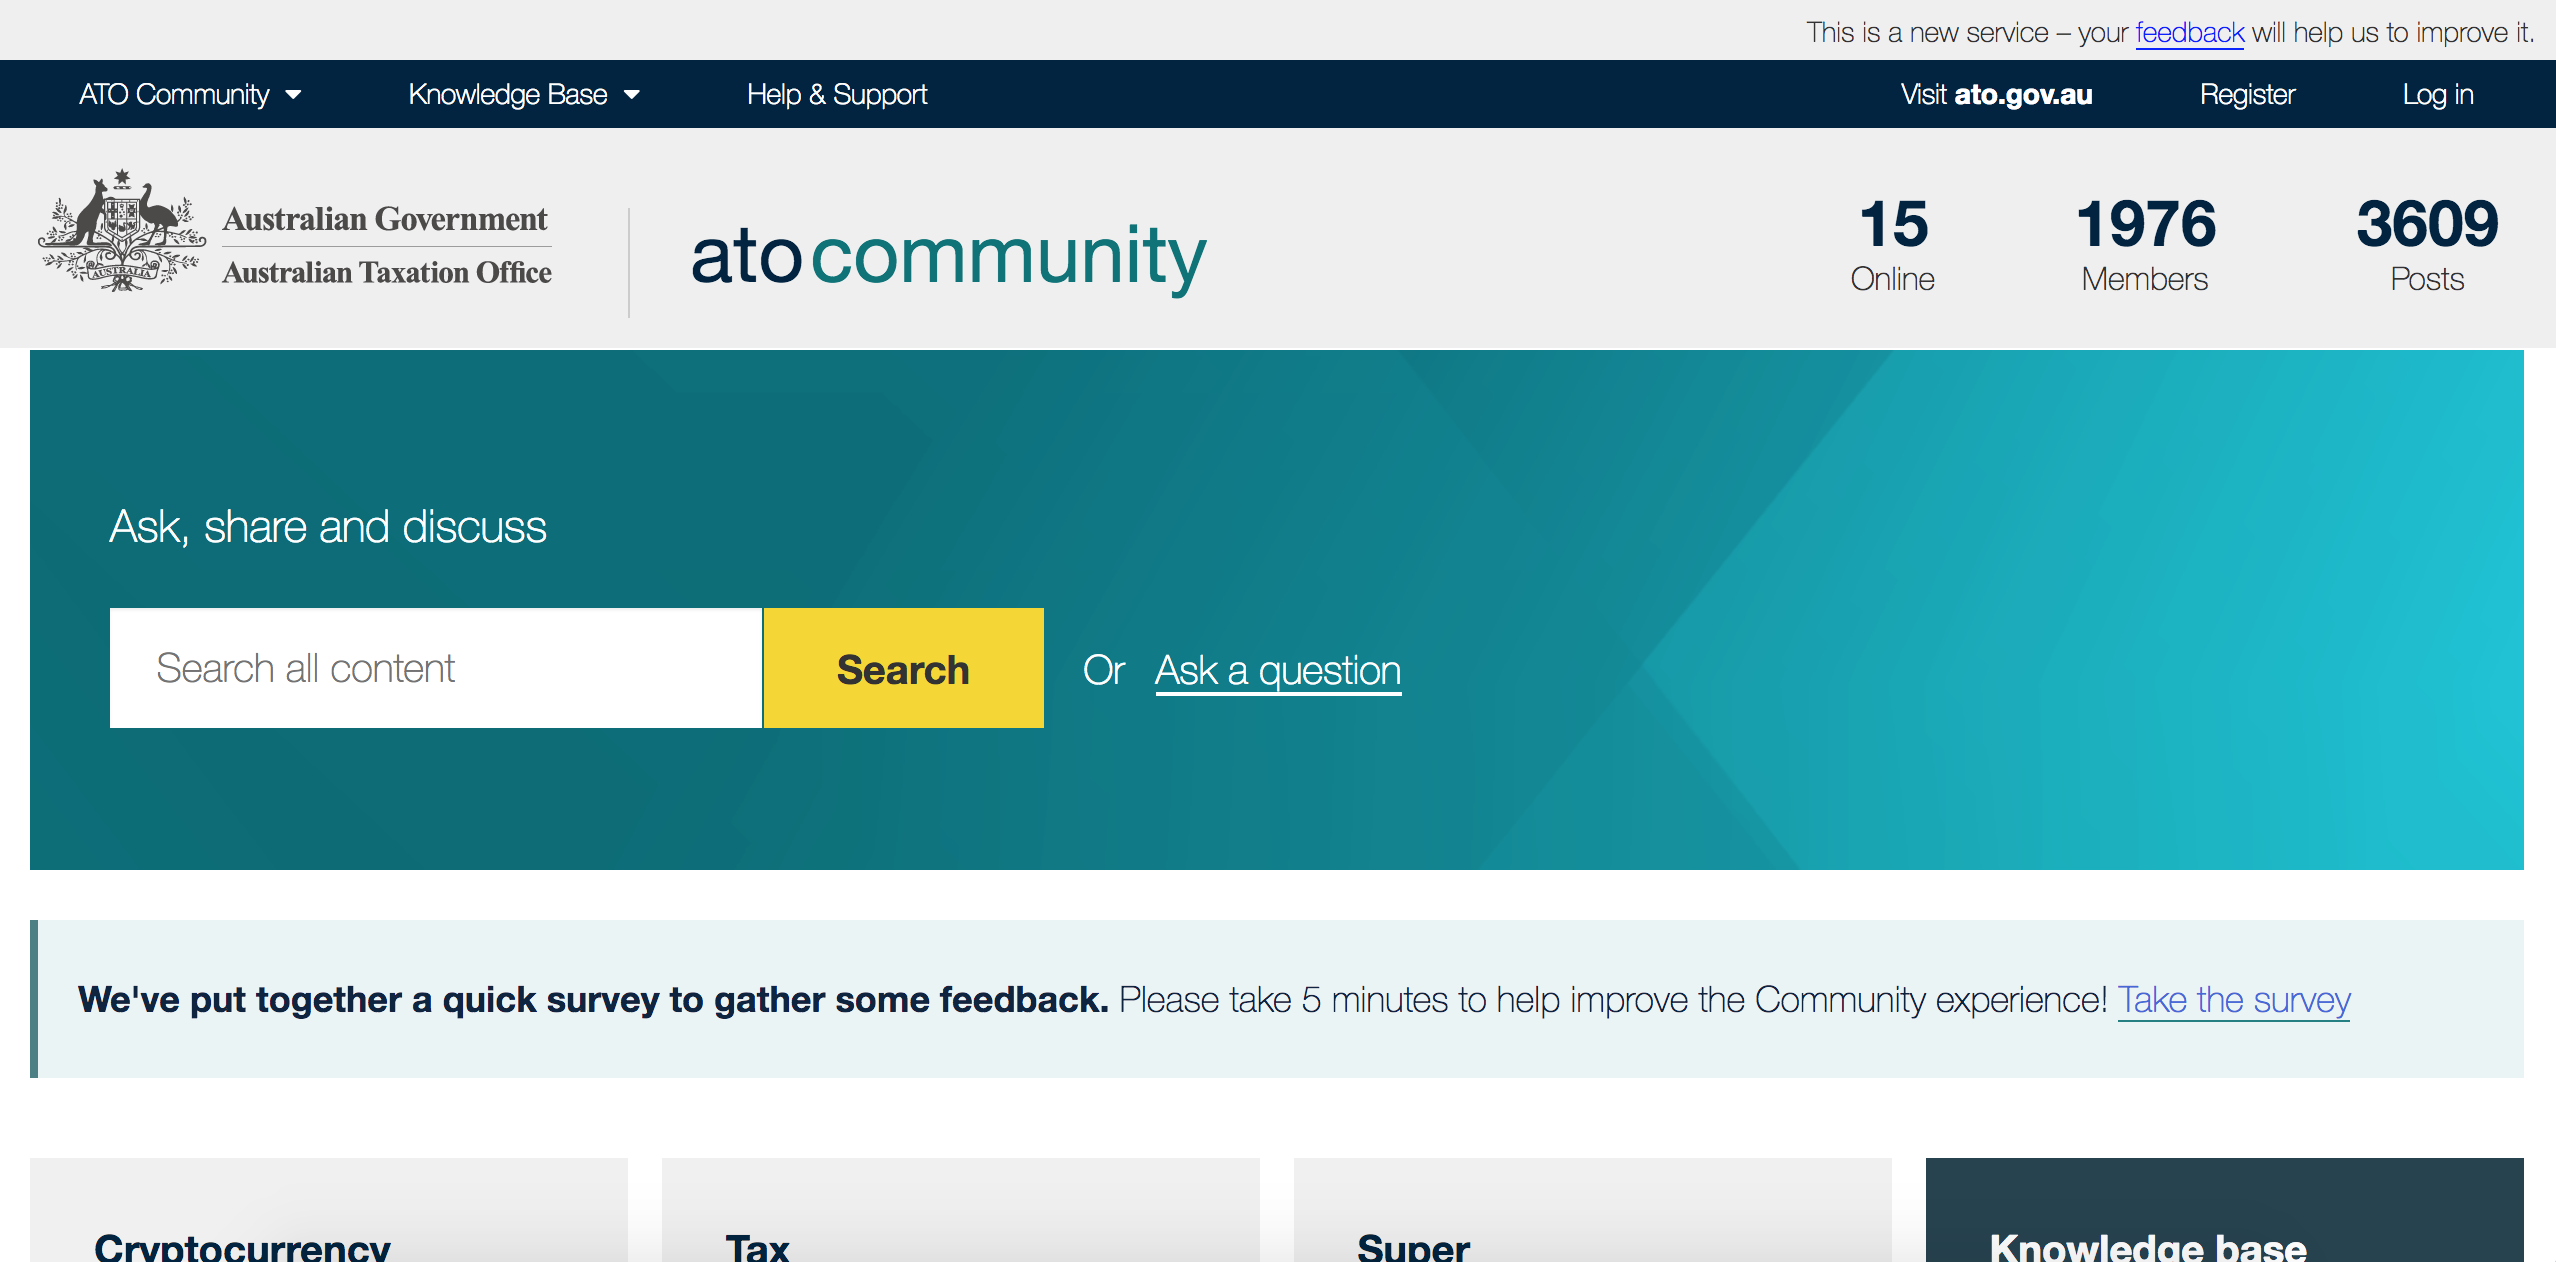 This is a new service – your feedback will help us to improve it.
ATO Community Knowledge Base Help & Support Visit ato.gov.au Register Log in
Australian Government
Australian Taxation Office
AUSTRALIA
atocommunity
15 1976 3609
Online Members Posts
Ask, share and discuss
Search all content Search Or Ask a question
We've put together a quick survey to gather some feedback. Please take 5 minutes to help improve the Community experience! Take the survey
Cryptocurrency Tax Super Knowledge base